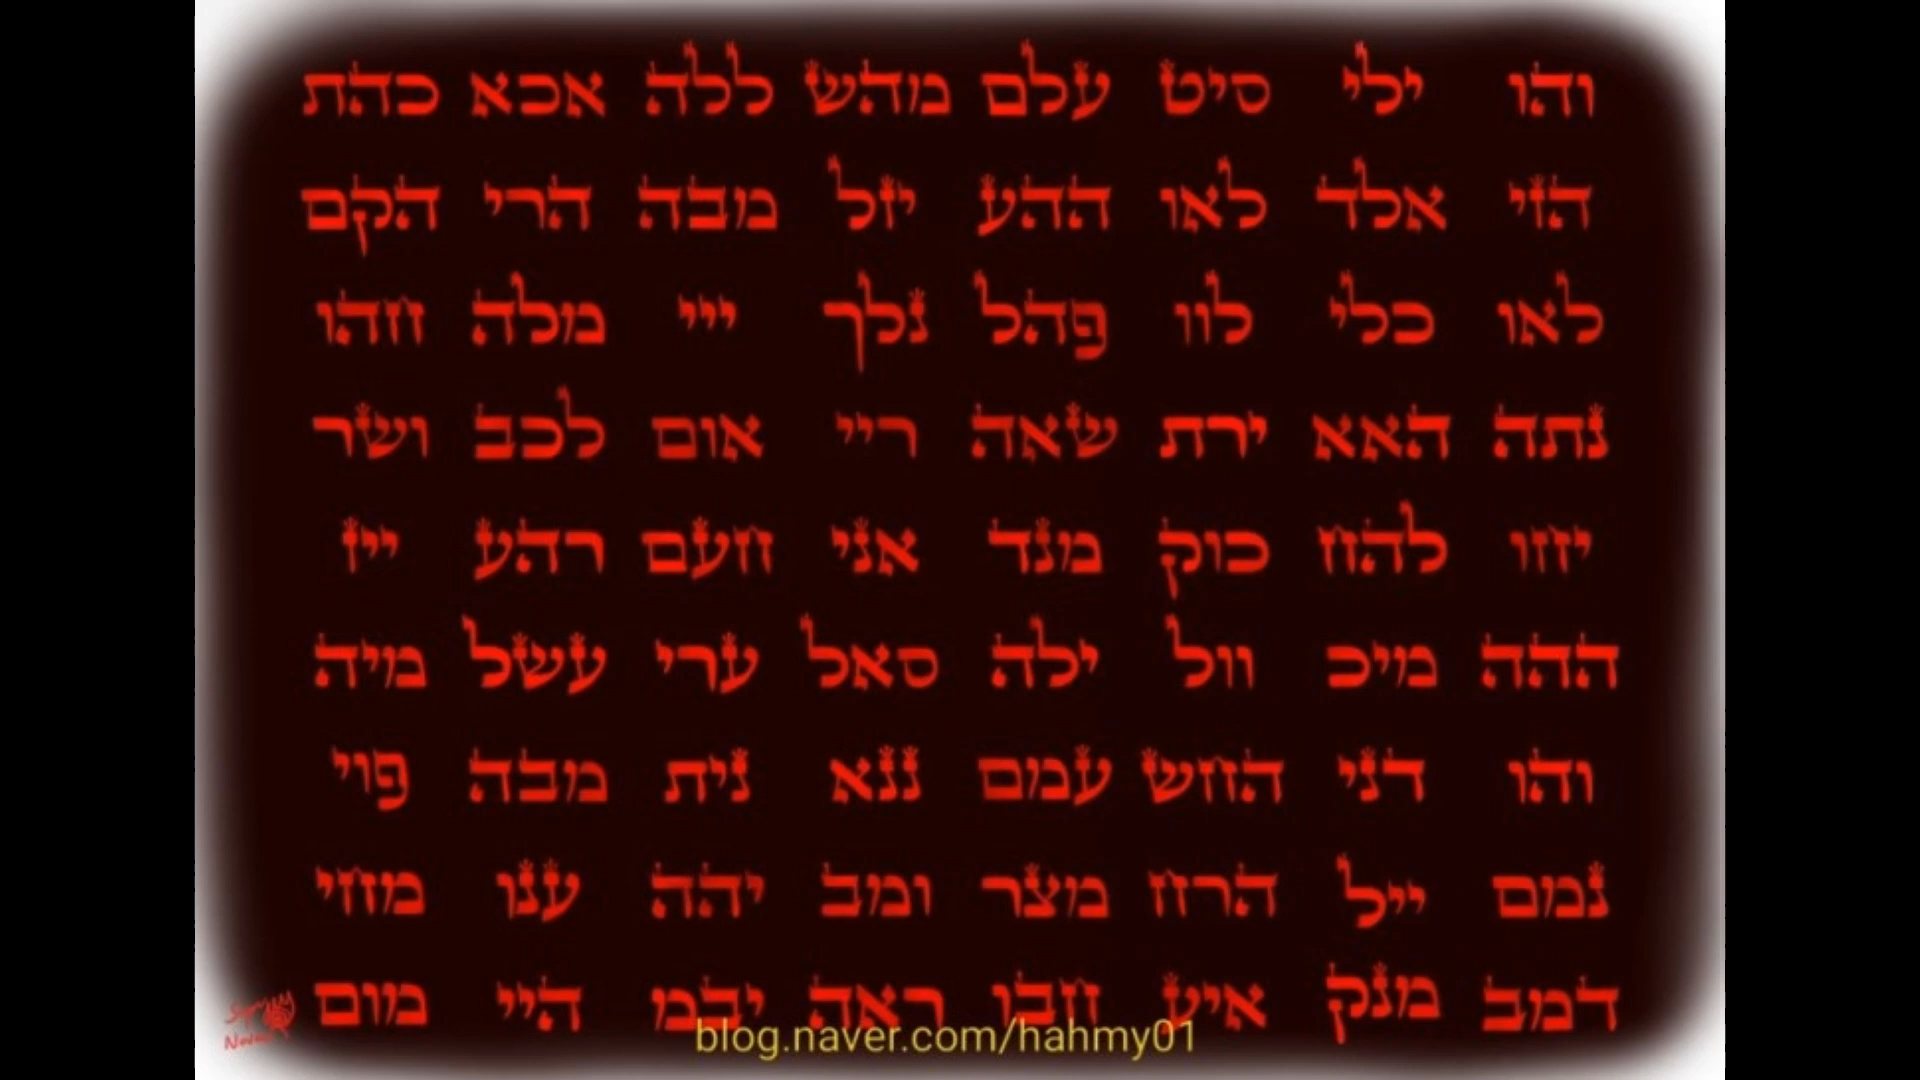 והו ילי סיט עלם מהש ללה אכא כהת
הזי אלד לאו ההע יזל מבה הרי הקם
לאו כלי לוו פהל נלך ייי מלה חהו
נתה האא ירת שאה ריי אום לכב ושר
יחו להח כוק מנד אני חעם רהע ייז
ההה מיכ וול ילה סאל ערי עשל מיה
והו דני החש עמם ננא נית מבה פוי
נמם ייל הרח מצר ומב יהה ענו מחי
דמב מנק איע חבו ראה יבמ היי מום
blog.naver.com/hahmy01